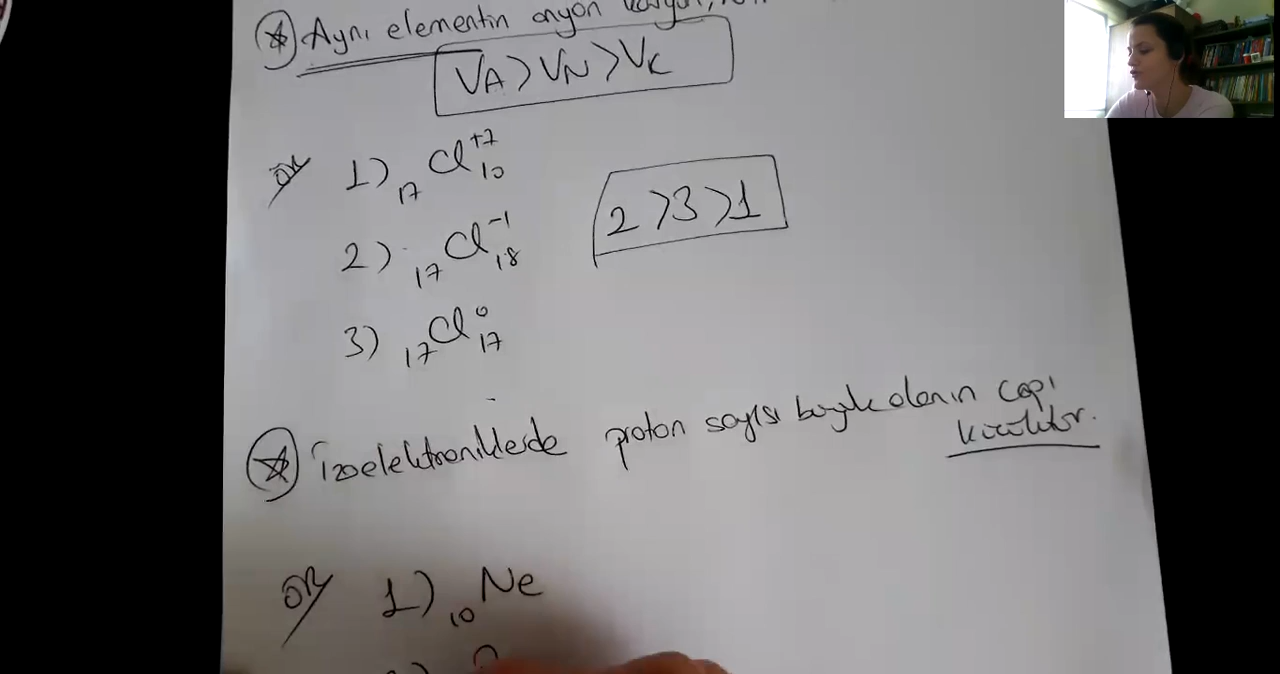 Aynı elementin anyon
VA > VN > VK
ÖR 1) 17Cl+7 10
2) 17Cl-1 18
2 > 3 > 1
3) 17Cl0 17
İzoelektroniklerde proton sayısı büyük olanın çapı
küçüktür.
ÖR 1) 10Ne
2)